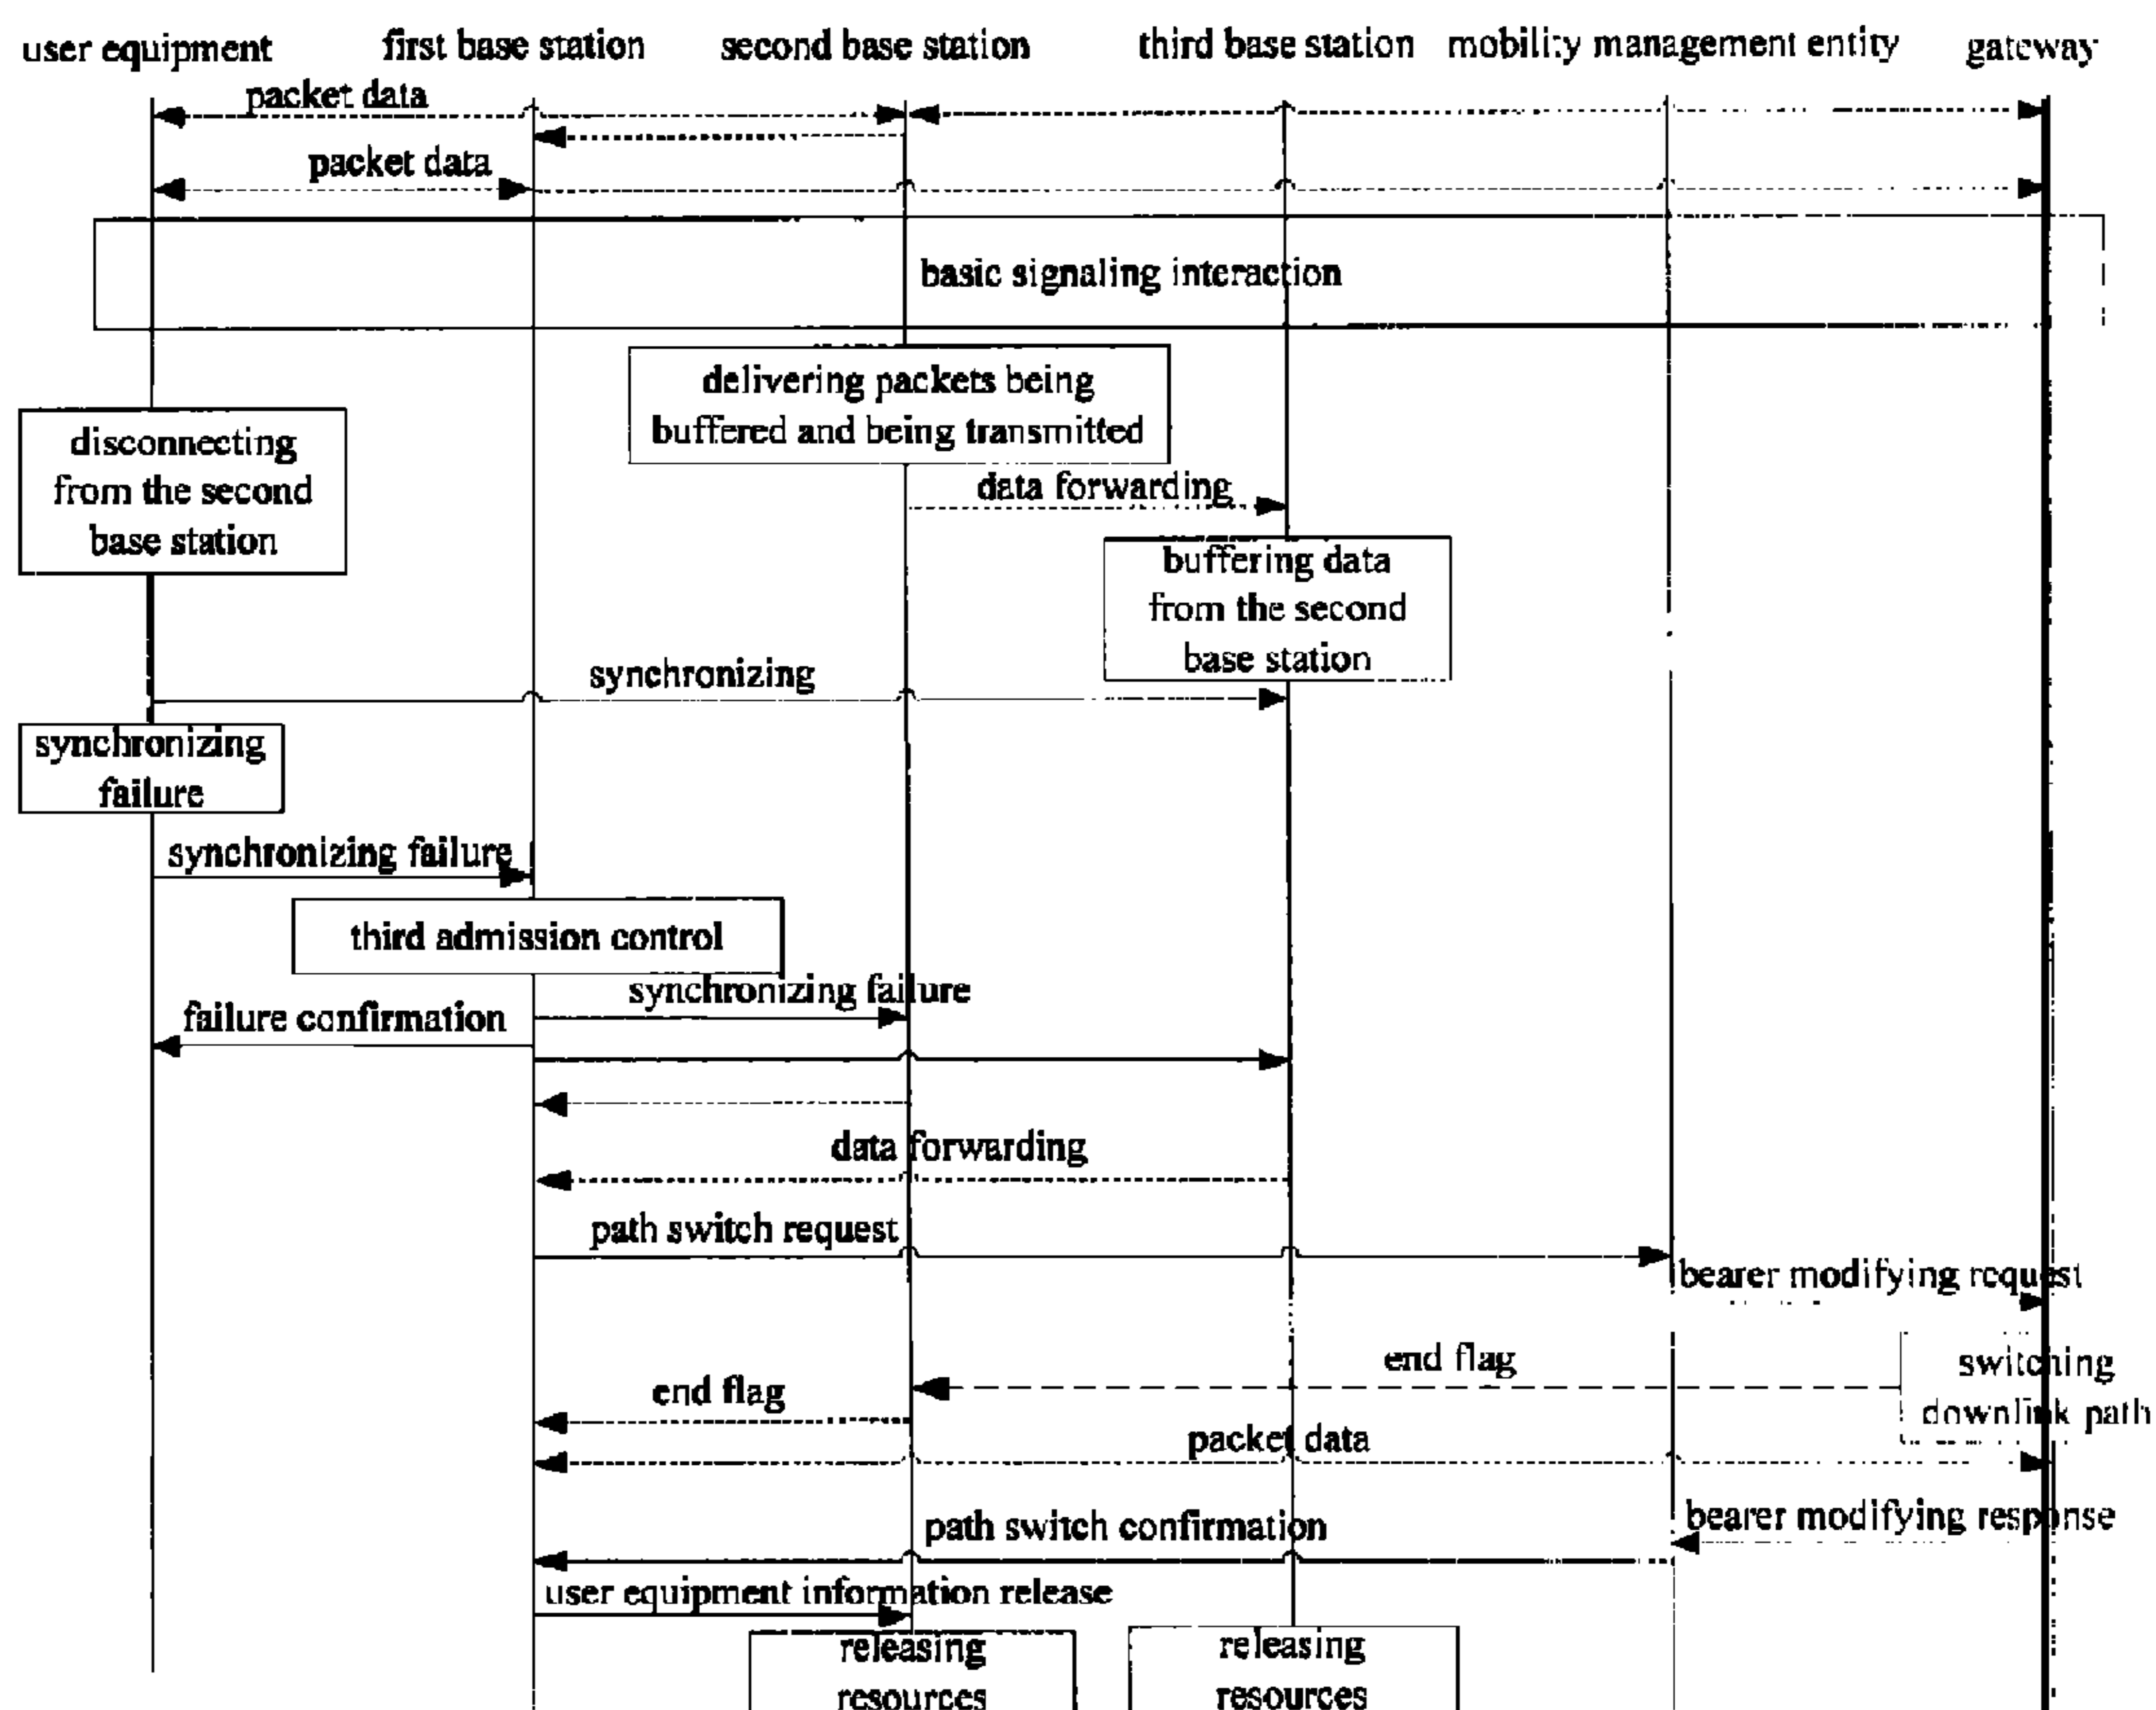 user equipment
first base station
second base station
third base station
mobility management entity
gateway
packet data
packet data
basic signaling interaction
delivering packets being
buffered and being transmitted
disconnecting
from the second
base station
data forwarding
buffering data
from the second
base station
synchronizing
synchronizing
failure
synchronizing failure
third admission control
synchronizing failure
failure confirmation
data forwarding
path switch request
bearer modifying request
end flag
switching
downlink path
end flag
packet data
bearer modifying response
path switch confirmation
user equipment information release
releasing
resources
releasing
resources